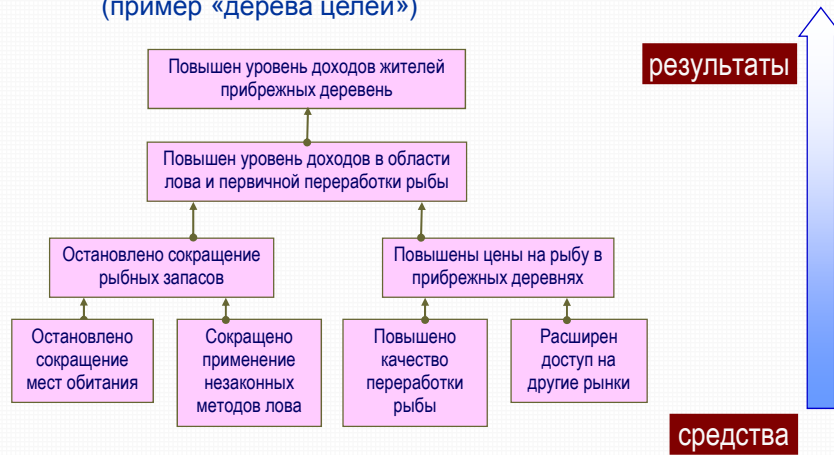 (пример «дерева целей»)
Повышен уровень доходов жителей
прибрежных деревень
результаты
Повышен уровень доходов в области
лова и первичной переработки рыбы
Остановлено сокращение
рыбных запасов
Повышены цены на рыбу в
прибрежных деревнях
Остановлено
сокращение
мест обитания
Сокращено
применение
незаконных
методов лова
Повышено
качество
переработки
рыбы
Расширен
доступ на
другие рынки
средства